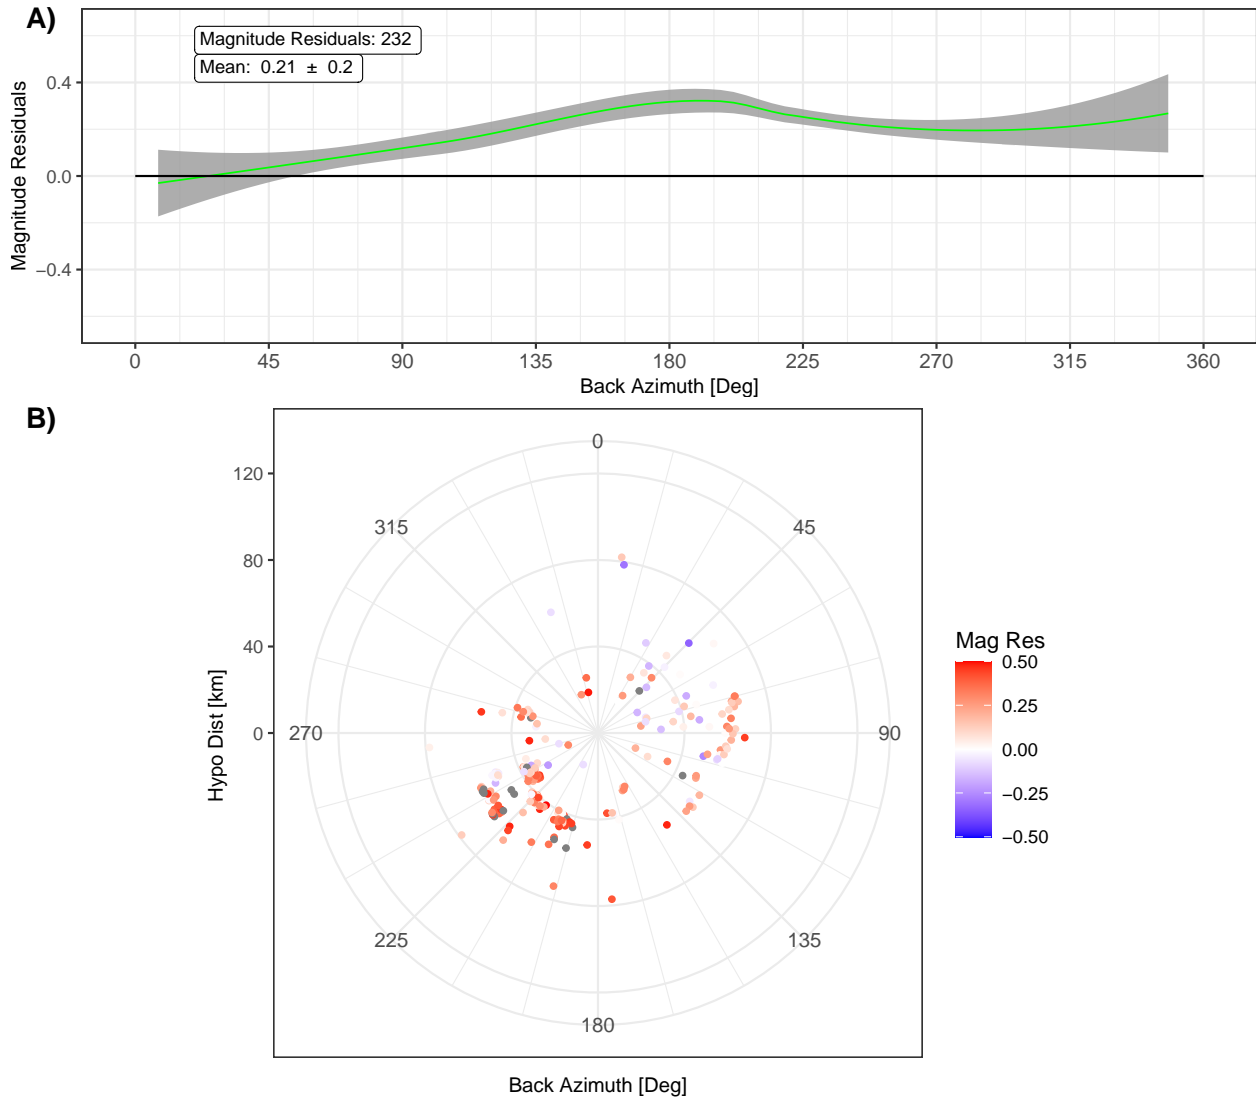 A)
Magnitude Residuals: 232
Mean:  0.21  ±  0.2
Magnitude Residuals
0.4
0.0
−0.4
0 45 90 135 180 225 270 315 360
Back Azimuth [Deg]
B)
Hypo Dist [km]
120
80
40
0
0
45
90
135
180
225
270
315
Back Azimuth [Deg]
Mag Res
0.50
0.25
0.00
−0.25
−0.50